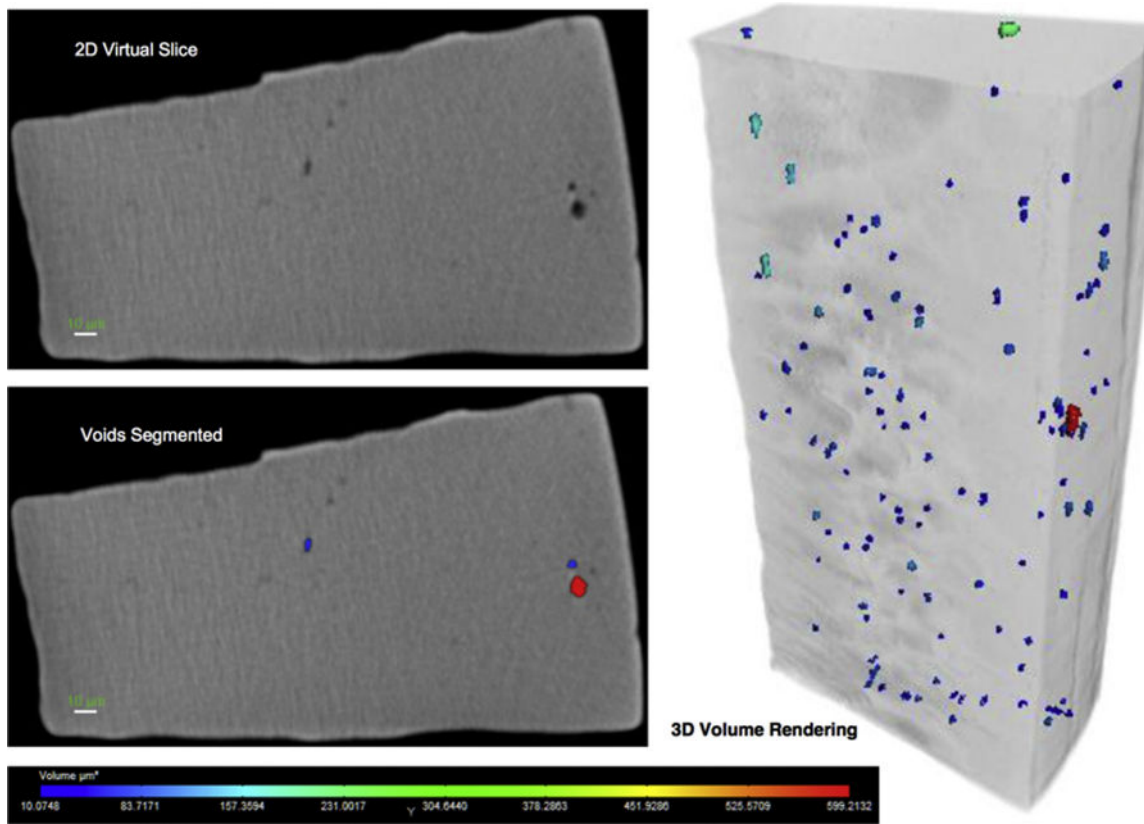 2D Virtual Slice
10 µm
Voids Segmented
10 µm
3D Volume Rendering
Volume µm³
10.0748 83.7171 157.3594 231.0017 304.6440 378.2863 451.9286 525.5709 599.2132
Y